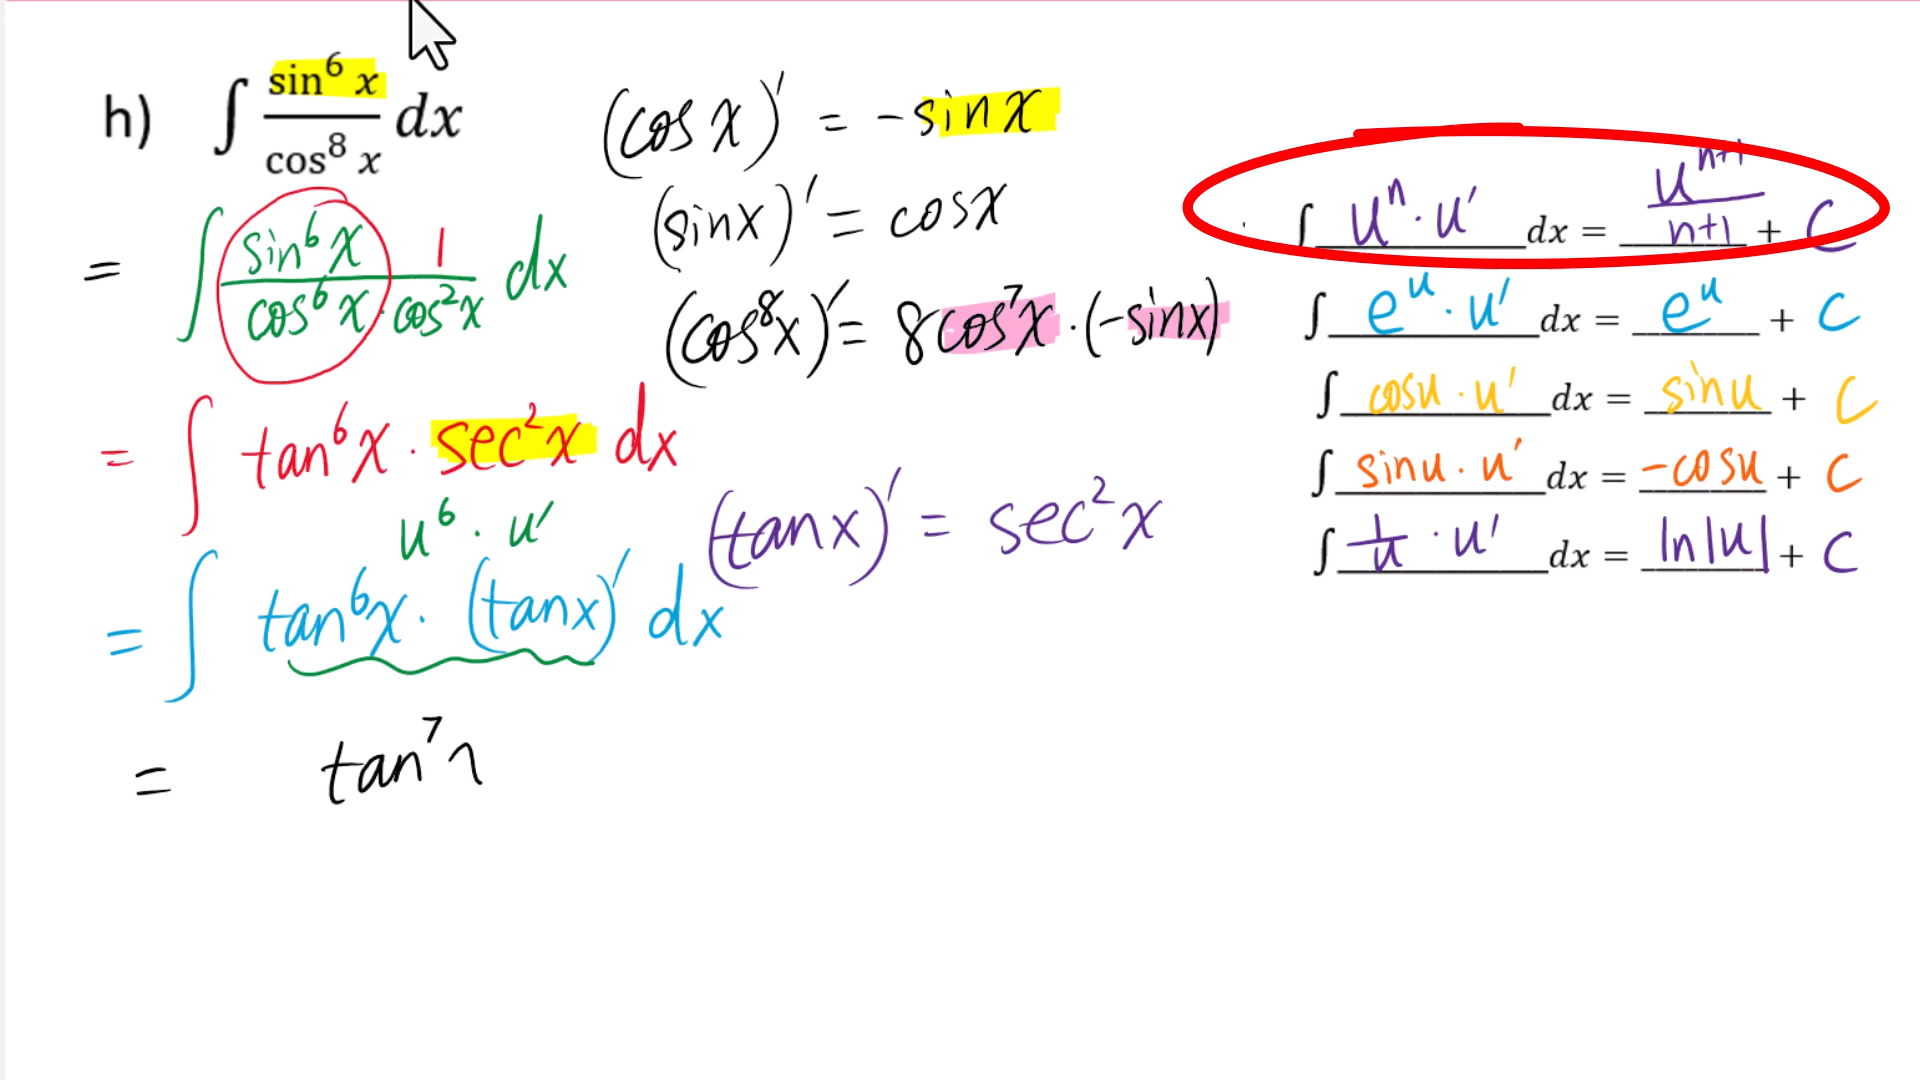 h) ∫ sin⁶ x / cos⁸ x dx
(cos x)' = -sin x
(sin x)' = cos x
= ∫ sin⁶x / cos⁶x · 1 / cos²x dx
(cos⁸x)' = 8cos⁷x · (-sinx)
= ∫ tan⁶x · sec²x dx
u⁶ · u'
(tan x)' = sec²x
= ∫ tan⁶x · (tanx)' dx
= tan⁷
∫ uⁿ · u' dx = uⁿ⁺¹ / n+1 + C
∫ eᵘ · u' dx = eᵘ + C
∫ cosu · u' dx = sinu + C
∫ sinu · u' dx = -cosu + C
∫ 1/u · u' dx = ln|u| + C